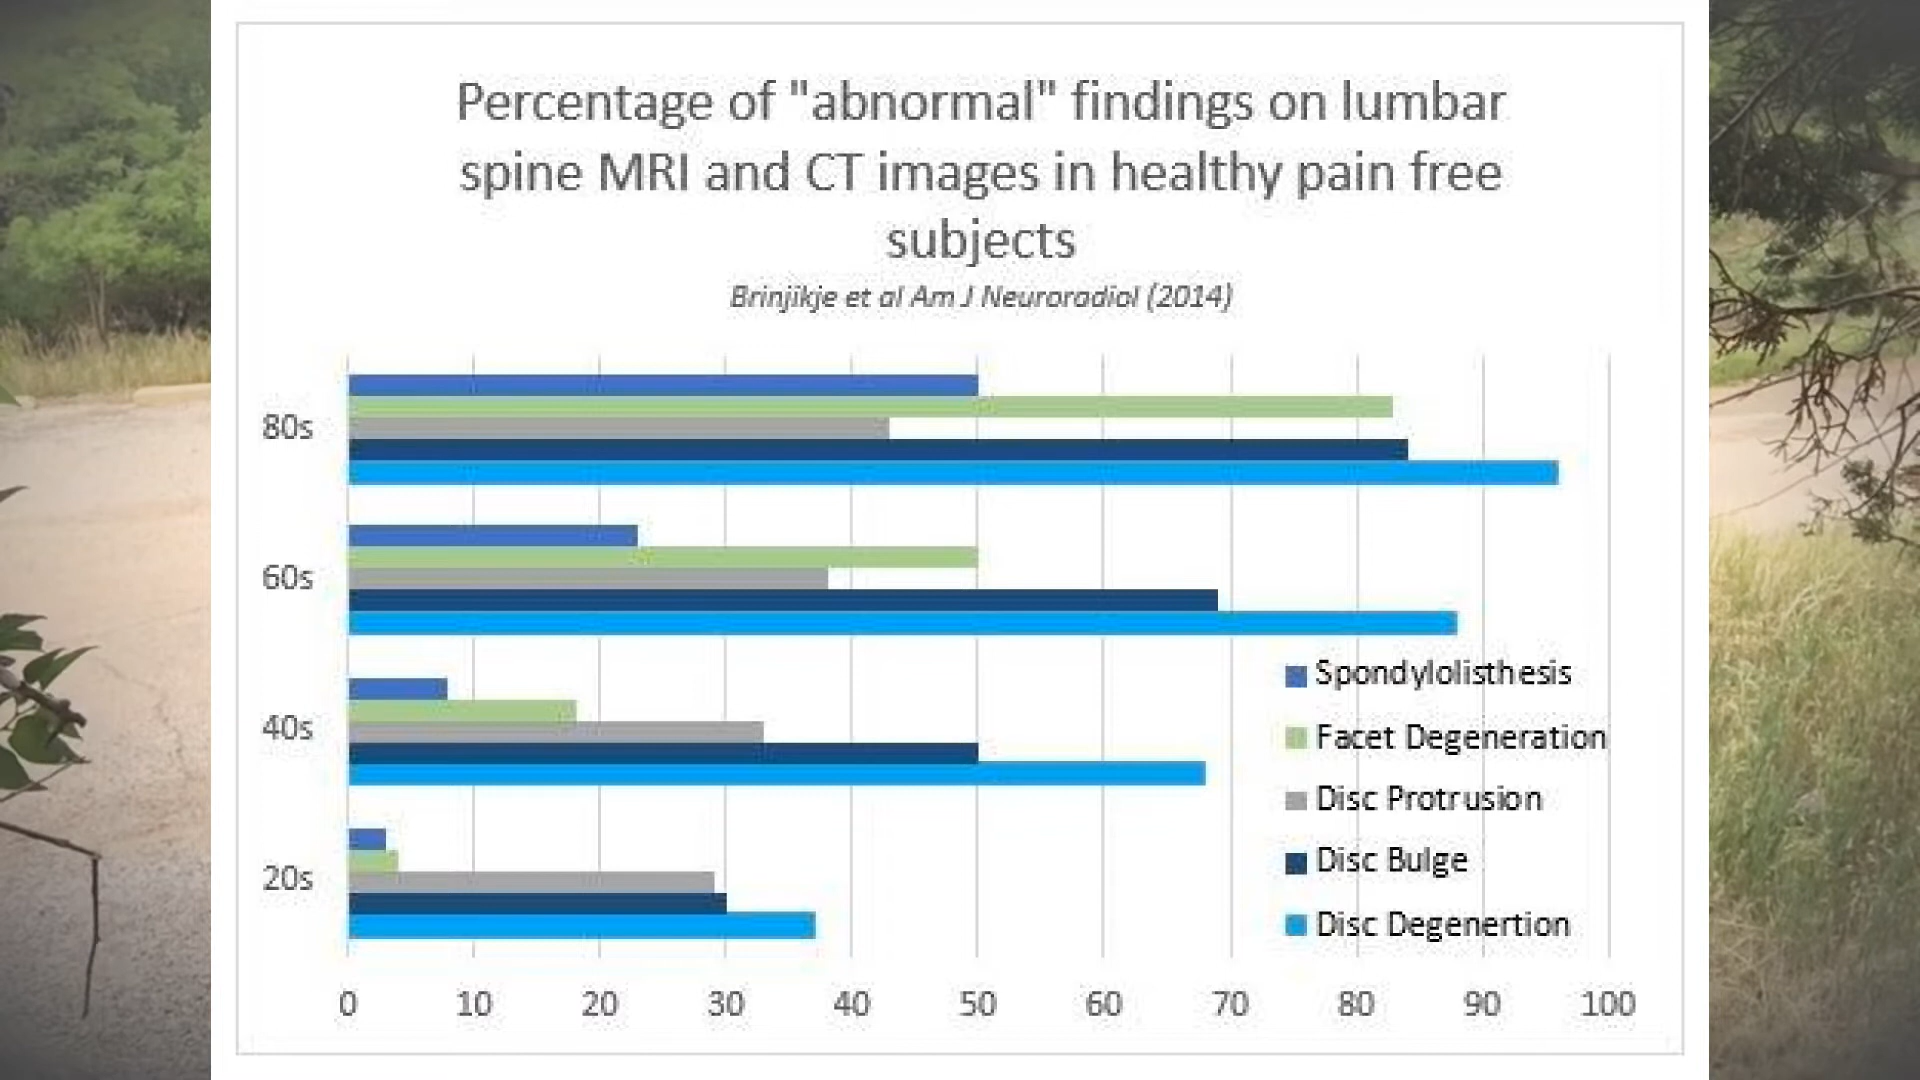 Percentage of "abnormal" findings on lumbar
spine MRI and CT images in healthy pain free
subjects
Brinjikje et al Am J Neuroradiol (2014)
80s
60s
40s
20s
Spondylolisthesis
Facet Degeneration
Disc Protrusion
Disc Bulge
Disc Degenertion
0 10 20 30 40 50 60 70 80 90 100